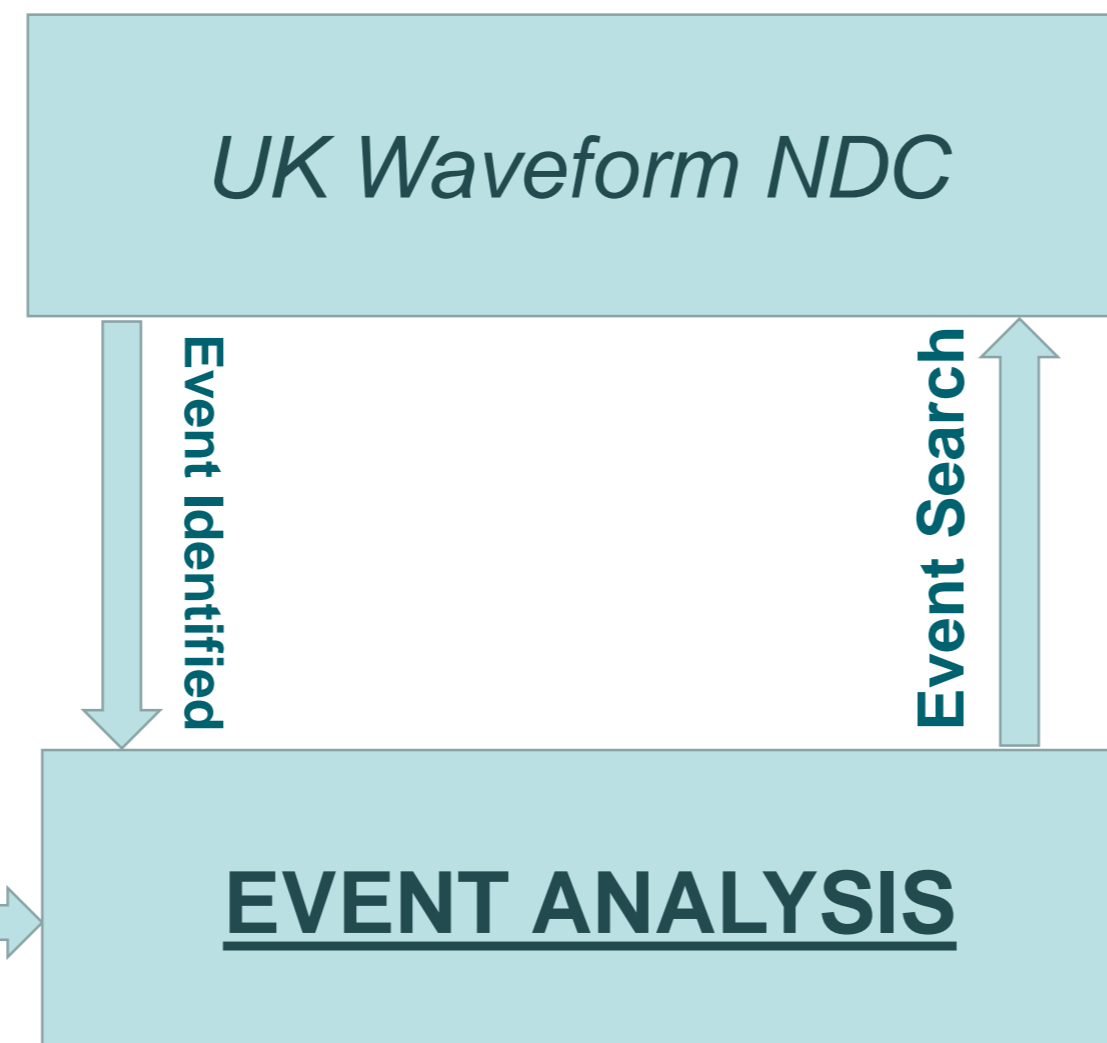 UK Waveform NDC
Event Identified
Event Search
EVENT ANALYSIS